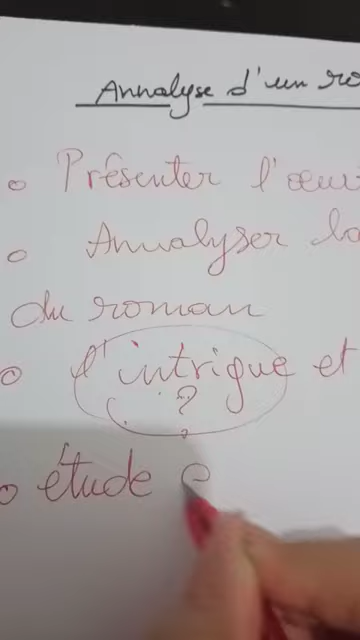 Annalyse d'un ro
Présenter l'œuv
Annalyser la
du roman
l'intrigue et
?
étude